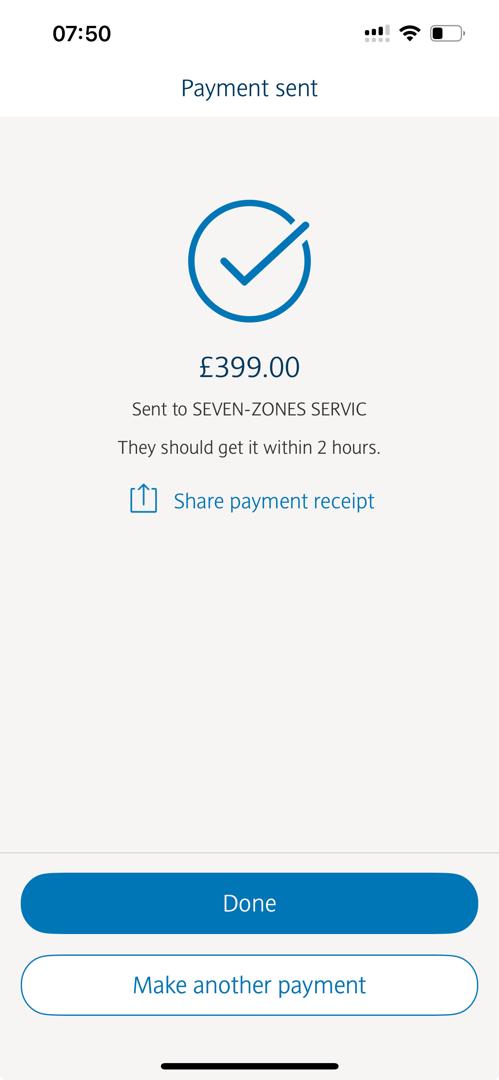 07:50
Payment sent
£399.00
Sent to SEVEN-ZONES SERVIC
They should get it within 2 hours.
Share payment receipt
Done
Make another payment